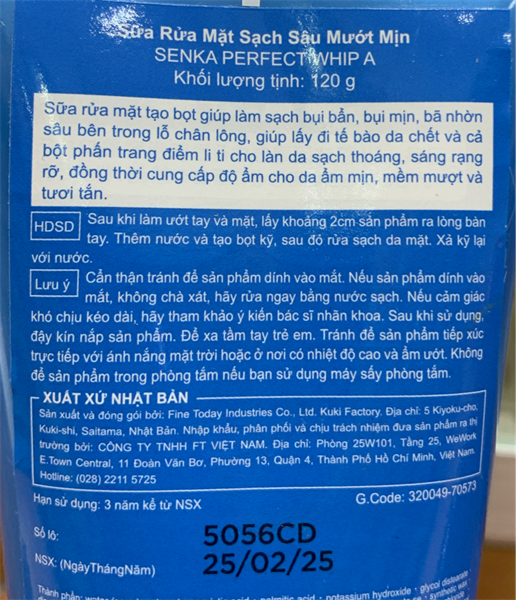 Sữa Rửa Mặt Sạch Sâu Mướt Mịn
SENKA PERFECT WHIP A
Khối lượng tịnh: 120 g
Sữa rửa mặt tạo bọt giúp làm sạch bụi bẩn, bụi mịn, bã nhờn
sâu bên trong lỗ chân lông, giúp lấy đi tế bào da chết và cả
bột phấn trang điểm li ti cho làn da sạch thoáng, sáng rạng
rỡ, đồng thời cung cấp độ ẩm cho da ẩm mịn, mềm mượt và
tươi tắn.
HDSD Sau khi làm ướt tay và mặt, lấy khoảng 2cm sản phẩm ra lòng bàn
tay. Thêm nước và tạo bọt kỹ, sau đó rửa sạch da mặt. Xả kỹ lại
với nước.
Lưu ý Cẩn thận tránh để sản phẩm dính vào mắt. Nếu sản phẩm dính vào
mắt, không chà xát, hãy rửa ngay bằng nước sạch. Nếu cảm giác
khó chịu kéo dài, hãy tham khảo ý kiến bác sĩ nhãn khoa. Sau khi sử dụng,
đậy kín nắp sản phẩm. Để xa tầm tay trẻ em. Tránh để sản phẩm tiếp xúc
trực tiếp với ánh nắng mặt trời hoặc ở nơi có nhiệt độ cao và ẩm ướt. Không
để sản phẩm trong phòng tắm nếu bạn sử dụng máy sấy phòng tắm.
XUẤT XỨ NHẬT BẢN
Sản xuất và đóng gói bởi: Fine Today Industries Co., Ltd. Kuki Factory. Địa chỉ: 5 Kiyoku-cho,
Kuki-shi, Saitama, Nhật Bản. Nhập khẩu, phân phối và chịu trách nhiệm đưa sản phẩm ra thị
trường bởi: CÔNG TY TNHH FT VIỆT NAM. Địa chỉ: Phòng 25W101, Tầng 25, WeWork
E.Town Central, 11 Đoàn Văn Bơ, Phường 13, Quận 4, Thành Phố Hồ Chí Minh, Việt Nam.
Hotline: (028) 2211 5725
Hạn sử dụng: 3 năm kể từ NSX
G.Code: 320049-70573
Số lô: 5056CD
NSX: (NgàyThángNăm) 25/02/25
Thành phần: palmitic acid • potassium hydroxide • glycol distearate
synthetic wax